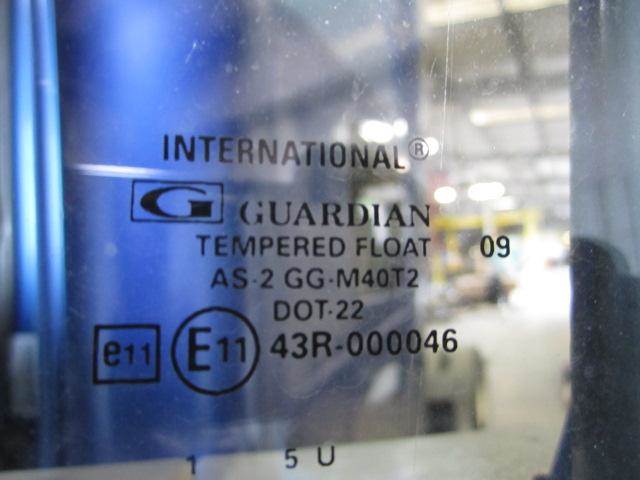 INTERNATIONAL®
G GUARDIAN
TEMPERED FLOAT 09
AS-2 GG-M40T2
DOT-22
e11 E11 43R-000046
1 5 U